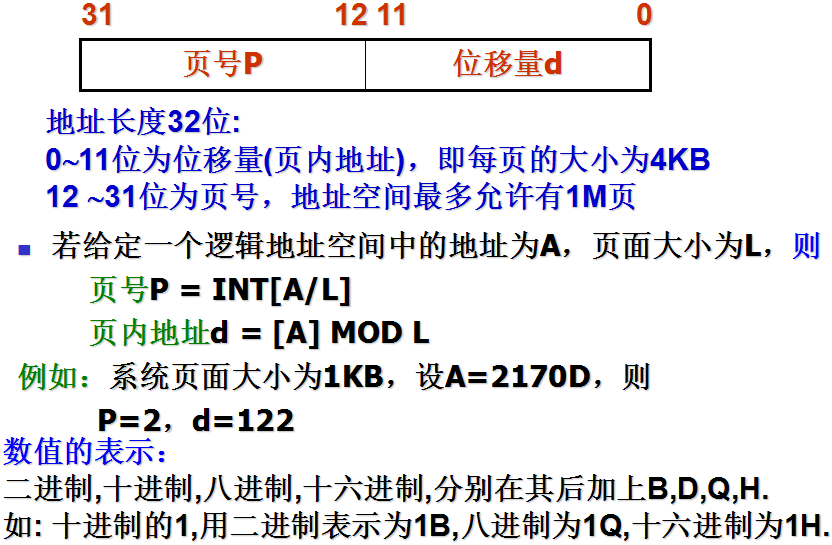 31 12 11 0
页号P 位移量d
地址长度32位:
0~11位为位移量(页内地址)，即每页的大小为4KB
12 ~31位为页号，地址空间最多允许有1M页
■ 若给定一个逻辑地址空间中的地址为A，页面大小为L，则
页号P = INT[A/L]
页内地址d = [A] MOD L
例如：系统页面大小为1KB，设A=2170D，则
P=2，d=122
数值的表示：
二进制,十进制,八进制,十六进制,分别在其后加上B,D,Q,H.
如: 十进制的1,用二进制表示为1B,八进制为1Q,十六进制为1H.